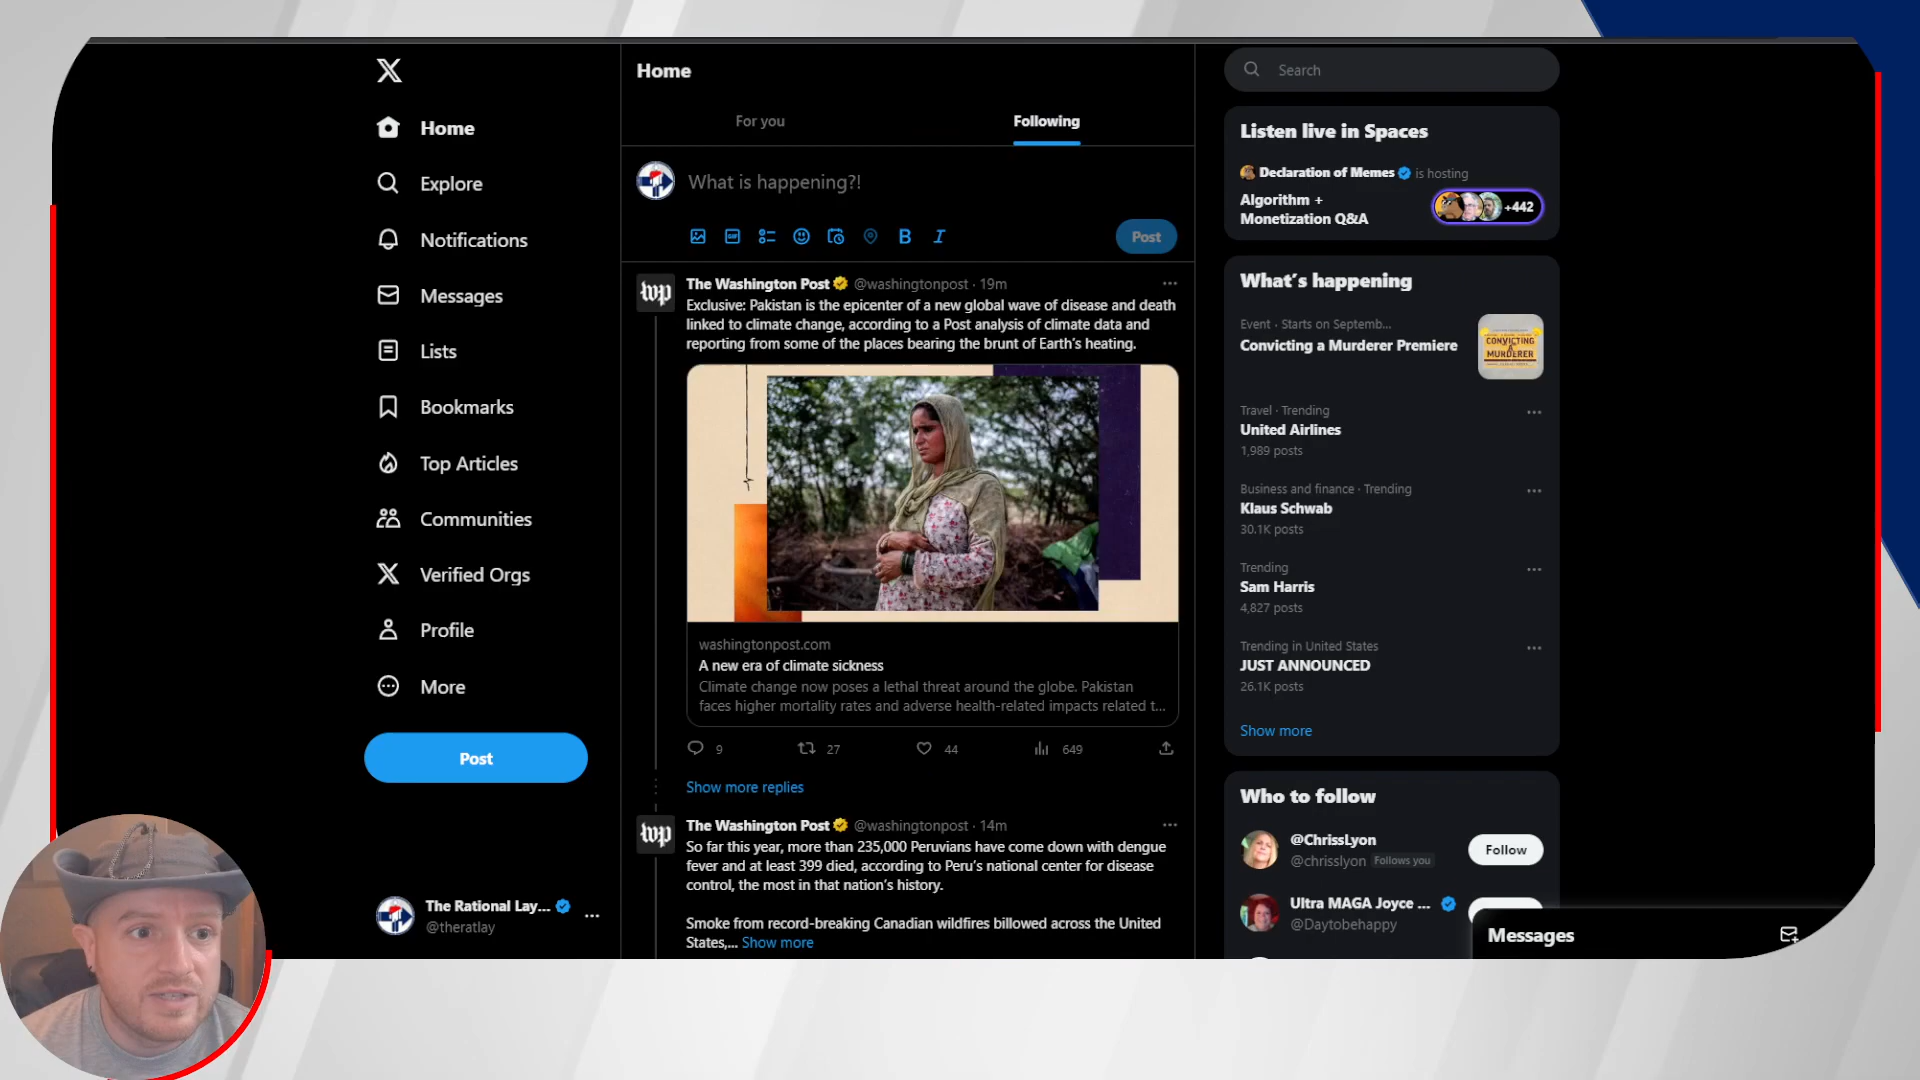 Home
Explore
Notifications
Messages
Lists
Bookmarks
Top Articles
Communities
Verified Orgs
Profile
More
Post
The Rational Lay...
@theratlay
Home
For you
Following
What is happening?!
GIF
B I
Post
wp
The Washington Post @washingtonpost · 19m
Exclusive: Pakistan is the epicenter of a new global wave of disease and death
linked to climate change, according to a Post analysis of climate data and
reporting from some of the places bearing the brunt of Earth's heating.
washingtonpost.com
A new era of climate sickness
Climate change now poses a lethal threat around the globe. Pakistan
faces higher mortality rates and adverse health-related impacts related t...
9
27
44
649
Show more replies
wp
The Washington Post @washingtonpost · 14m
So far this year, more than 235,000 Peruvians have come down with dengue
fever and at least 399 died, according to Peru's national center for disease
control, the most in that nation's history.
Smoke from record-breaking Canadian wildfires billowed across the United
States,... Show more
Search
Listen live in Spaces
Declaration of Memes is hosting
Algorithm +
Monetization Q&A
+442
What's happening
Event · Starts on Septemb...
Convicting a Murderer Premiere
CONVICTING
A
MURDERER
Travel · Trending
United Airlines
1,989 posts
Business and finance · Trending
Klaus Schwab
30.1K posts
Trending
Sam Harris
4,827 posts
Trending in United States
JUST ANNOUNCED
26.1K posts
Show more
Who to follow
@ChrissLyon
@chrisslyon Follows you
Follow
Ultra MAGA Joyce ...
@Daytobehappy
Messages